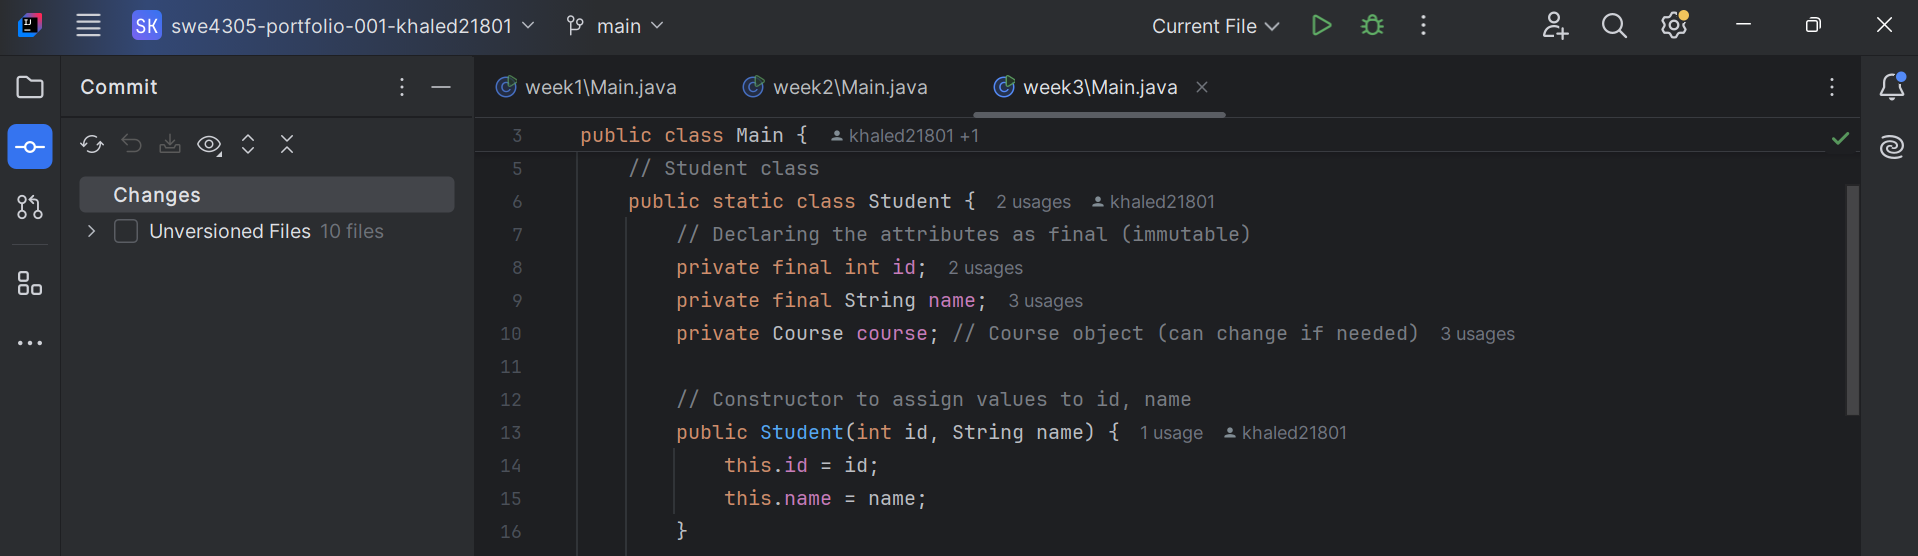 SK swe4305-portfolio-001-khaled21801 main Current File
Commit
week1\Main.java week2\Main.java week3\Main.java
Changes
Unversioned Files 10 files
3 public class Main { khaled21801 +1
5 // Student class
6 public static class Student { 2 usages khaled21801
7 // Declaring the attributes as final (immutable)
8 private final int id; 2 usages
9 private final String name; 3 usages
10 private Course course; // Course object (can change if needed) 3 usages
11
12 // Constructor to assign values to id, name
13 public Student(int id, String name) { 1 usage khaled21801
14 this.id = id;
15 this.name = name;
16 }